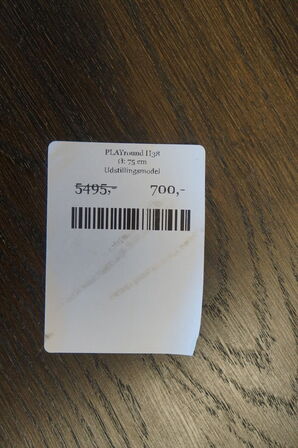 PLAYround H38
Ø: 75 cm
Udstillingsmodel
5495,- 700,-